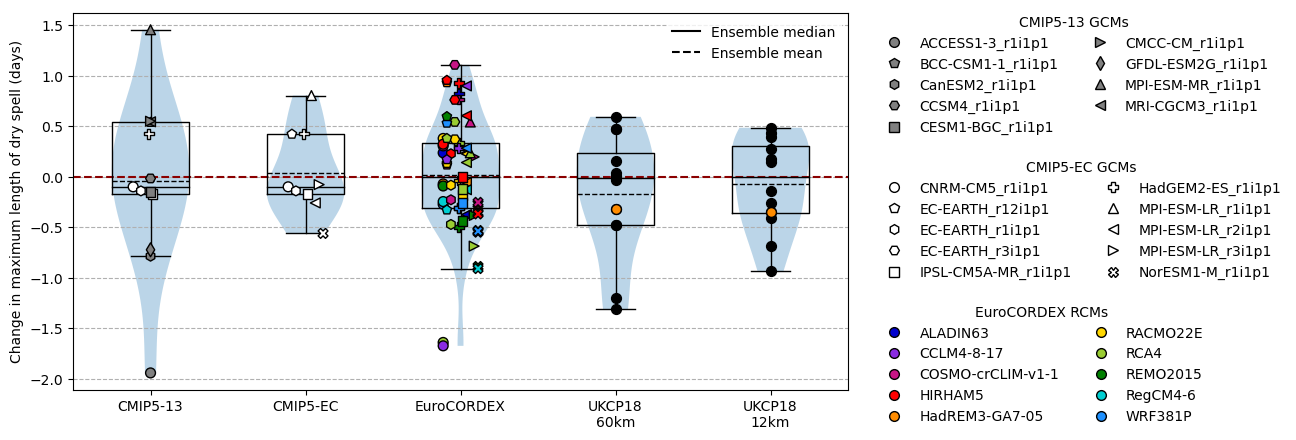 Change in maximum length of dry spell (days)
1.5
1.0
0.5
0.0
−0.5
−1.0
−1.5
−2.0
Ensemble median
Ensemble mean
CMIP5-13
CMIP5-EC
EuroCORDEX
UKCP18
60km
UKCP18
12km
CMIP5-13 GCMs
ACCESS1-3_r1i1p1
BCC-CSM1-1_r1i1p1
CanESM2_r1i1p1
CCSM4_r1i1p1
CESM1-BGC_r1i1p1
CMCC-CM_r1i1p1
GFDL-ESM2G_r1i1p1
MPI-ESM-MR_r1i1p1
MRI-CGCM3_r1i1p1
CMIP5-EC GCMs
CNRM-CM5_r1i1p1
EC-EARTH_r12i1p1
EC-EARTH_r1i1p1
EC-EARTH_r3i1p1
IPSL-CM5A-MR_r1i1p1
HadGEM2-ES_r1i1p1
MPI-ESM-LR_r1i1p1
MPI-ESM-LR_r2i1p1
MPI-ESM-LR_r3i1p1
NorESM1-M_r1i1p1
EuroCORDEX RCMs
ALADIN63
CCLM4-8-17
COSMO-crCLIM-v1-1
HIRHAM5
HadREM3-GA7-05
RACMO22E
RCA4
REMO2015
RegCM4-6
WRF381P